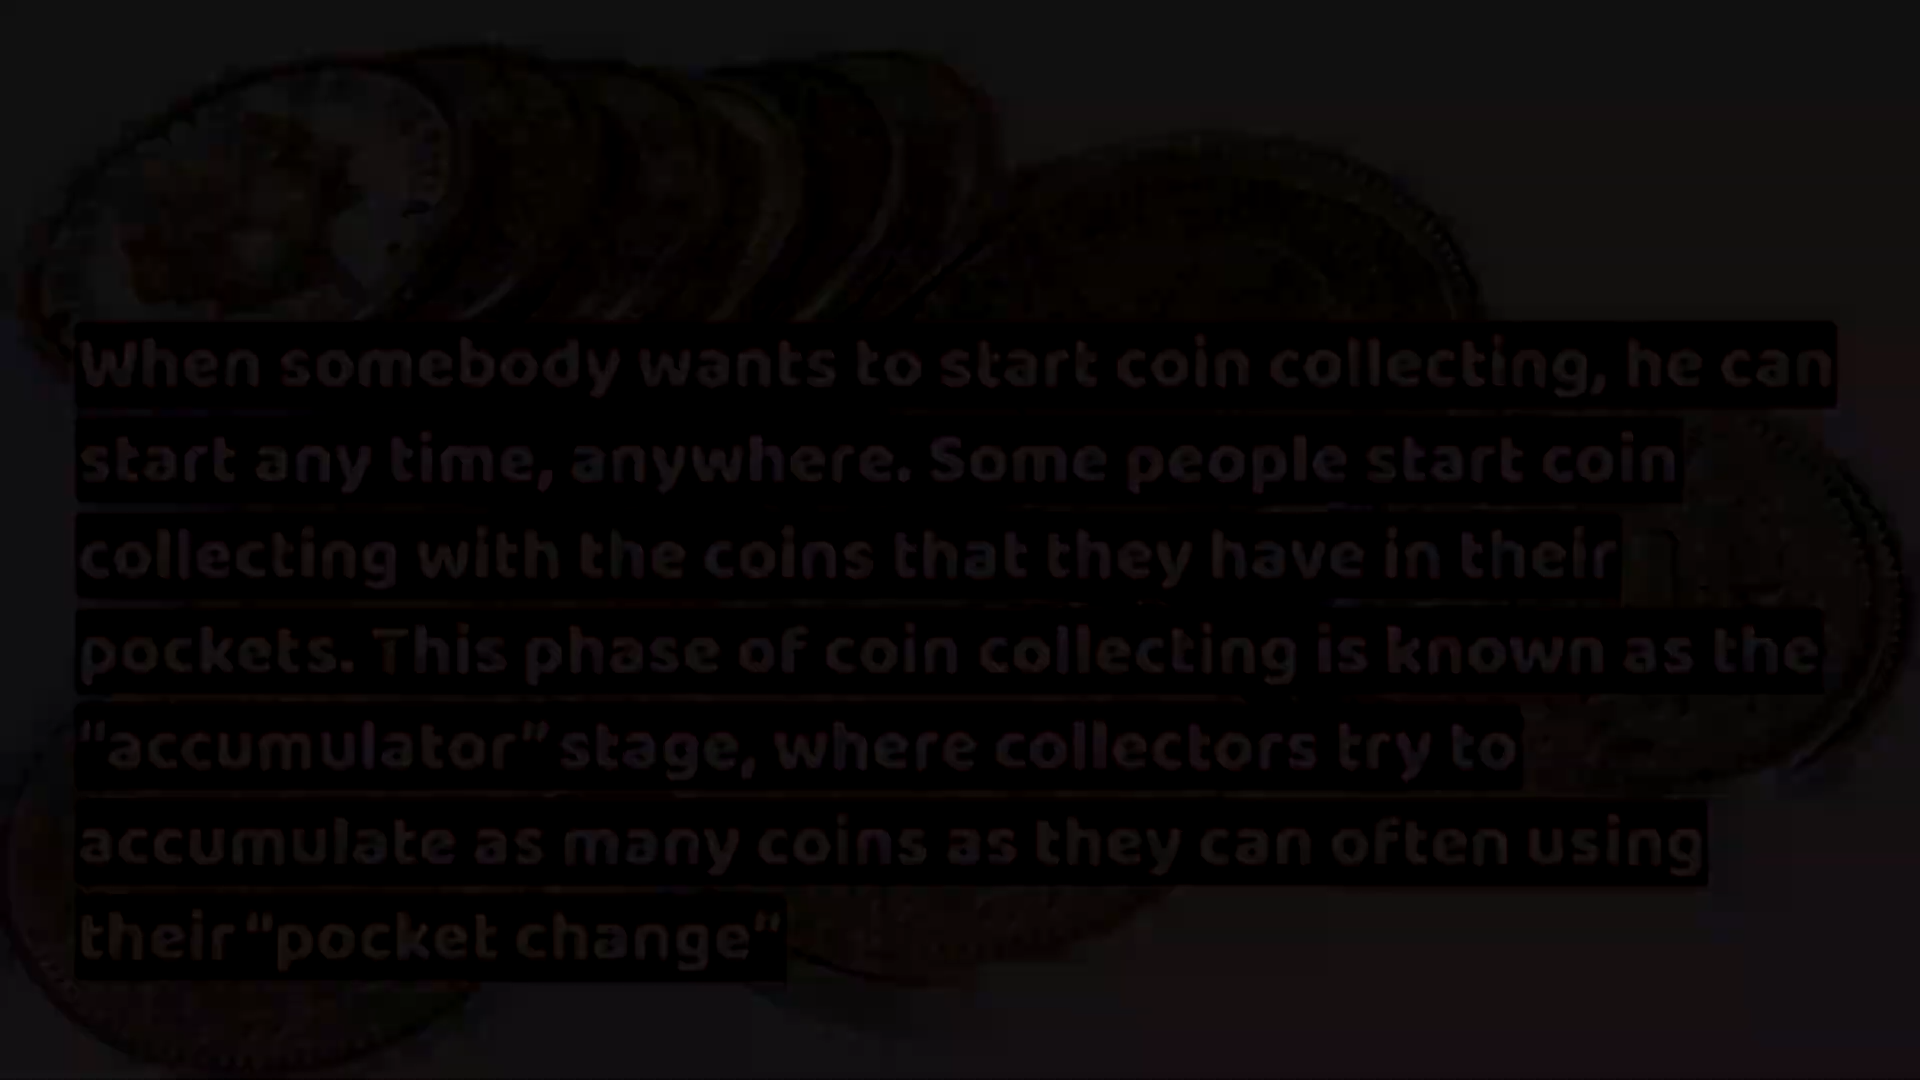 When somebody wants to start coin collecting, he can
start any time, anywhere. Some people start coin
collecting with the coins that they have in their
pockets. This phase of coin collecting is known as the
"accumulator" stage, where collectors try to
accumulate as many coins as they can often using
their "pocket change"